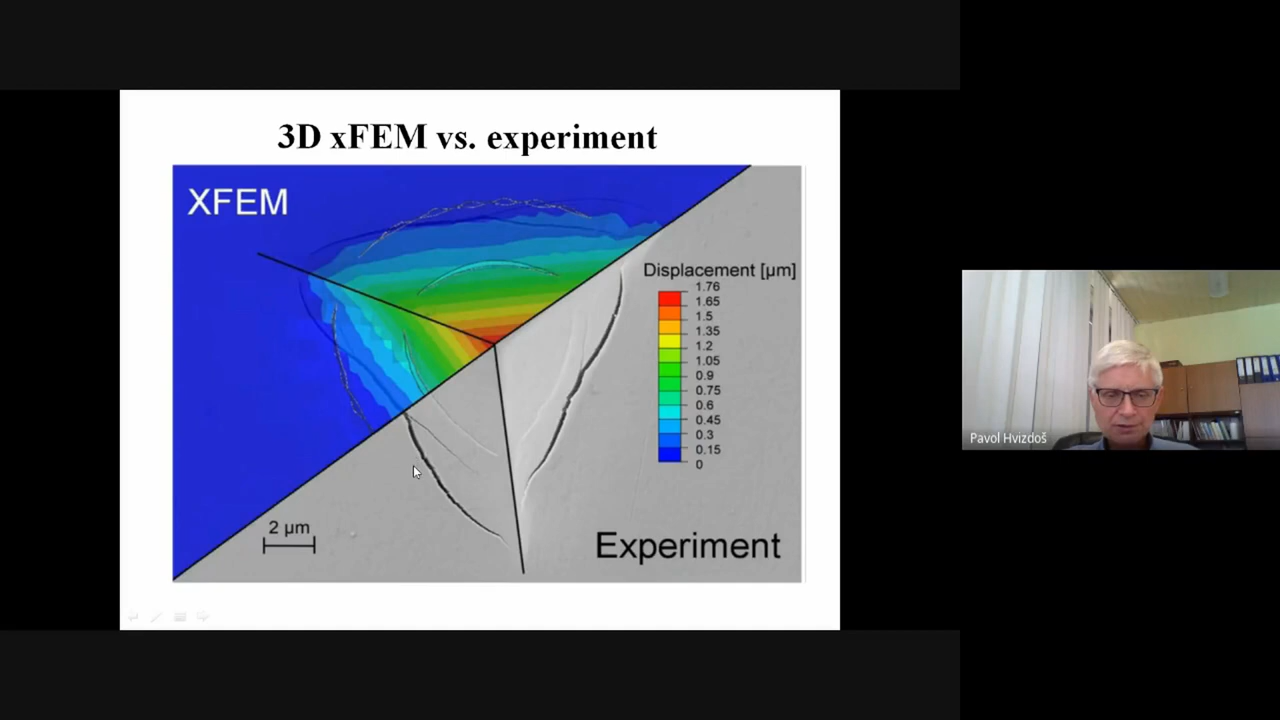 3D xFEM vs. experiment
XFEM
Displacement [µm]
1.76
1.65
1.5
1.35
1.2
1.05
0.9
0.75
0.6
0.45
0.3
0.15
0
2 µm
Experiment
Pavol Hvizdoš